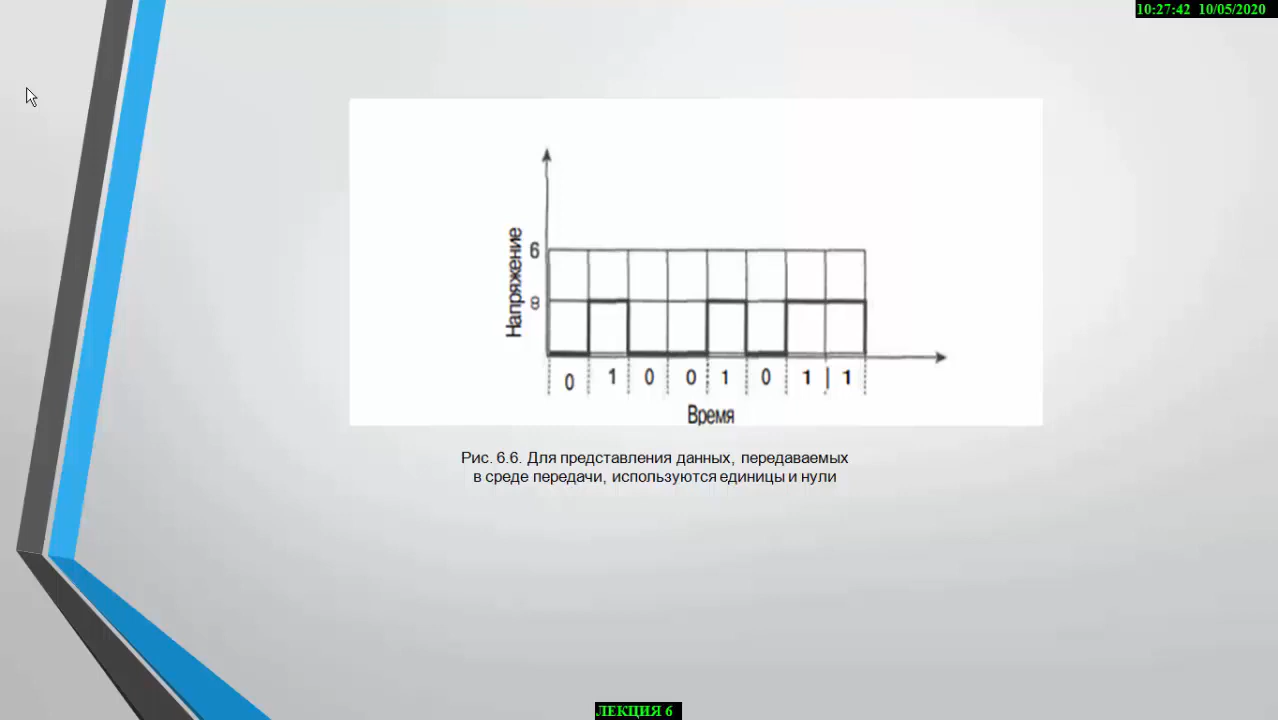 10:27:42 10/05/2020
Напряжение
6
8
0 1 0 0 1 0 1 | 1
Время
Рис. 6.6. Для представления данных, передаваемых
в среде передачи, используются единицы и нули
ЛЕКЦИЯ 6